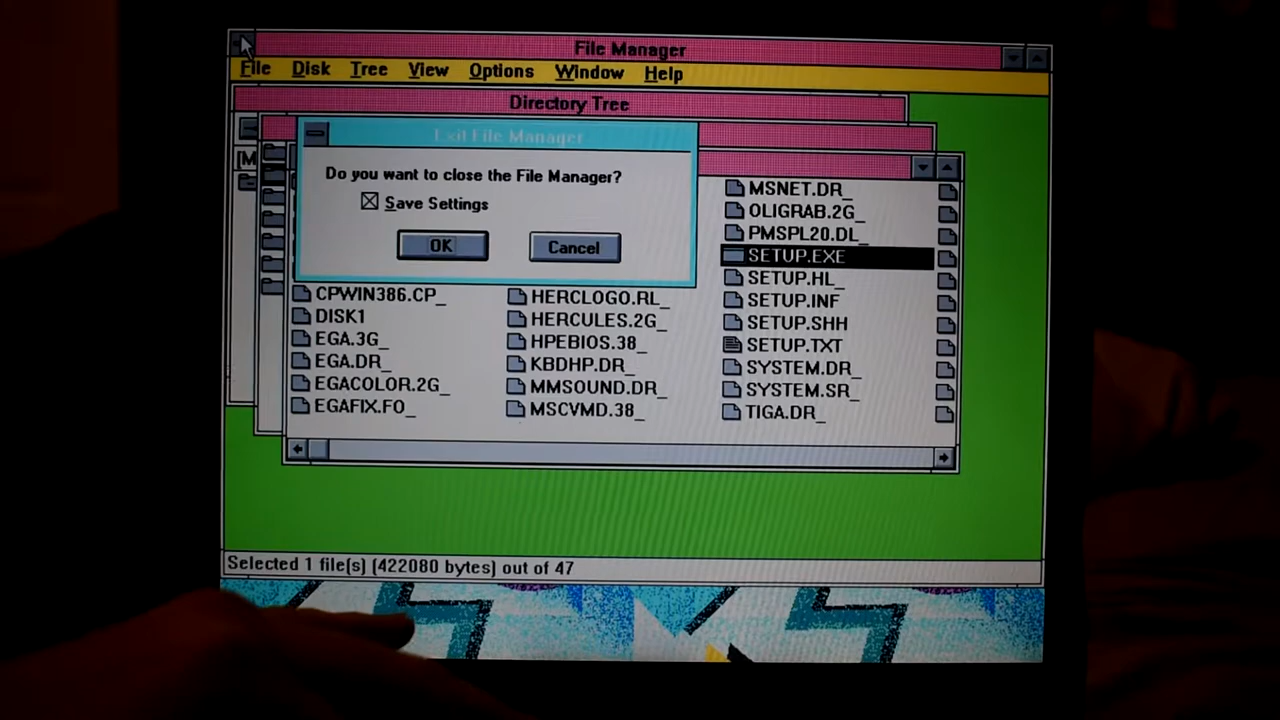 File Manager
File Disk Tree View Options Window Help
Directory Tree
[M
Exit File Manager
Do you want to close the File Manager?
Save Settings
OK Cancel
CPWIN386.CP_
DISK1
EGA.3G_
EGA.DR_
EGACOLOR.2G_
EGAFIX.FO_
HERCLOGO.RL_
HERCULES.2G_
HPEBIOS.38_
KBDHP.DR_
MMSOUND.DR_
MSCVMD.38_
MSNET.DR_
OLIGRAB.2G_
PMSPL20.DL_
SETUP.EXE
SETUP.HL_
SETUP.INF
SETUP.SHH
SETUP.TXT
SYSTEM.DR_
SYSTEM.SR_
TIGA.DR_
Selected 1 file(s) (422080 bytes) out of 47